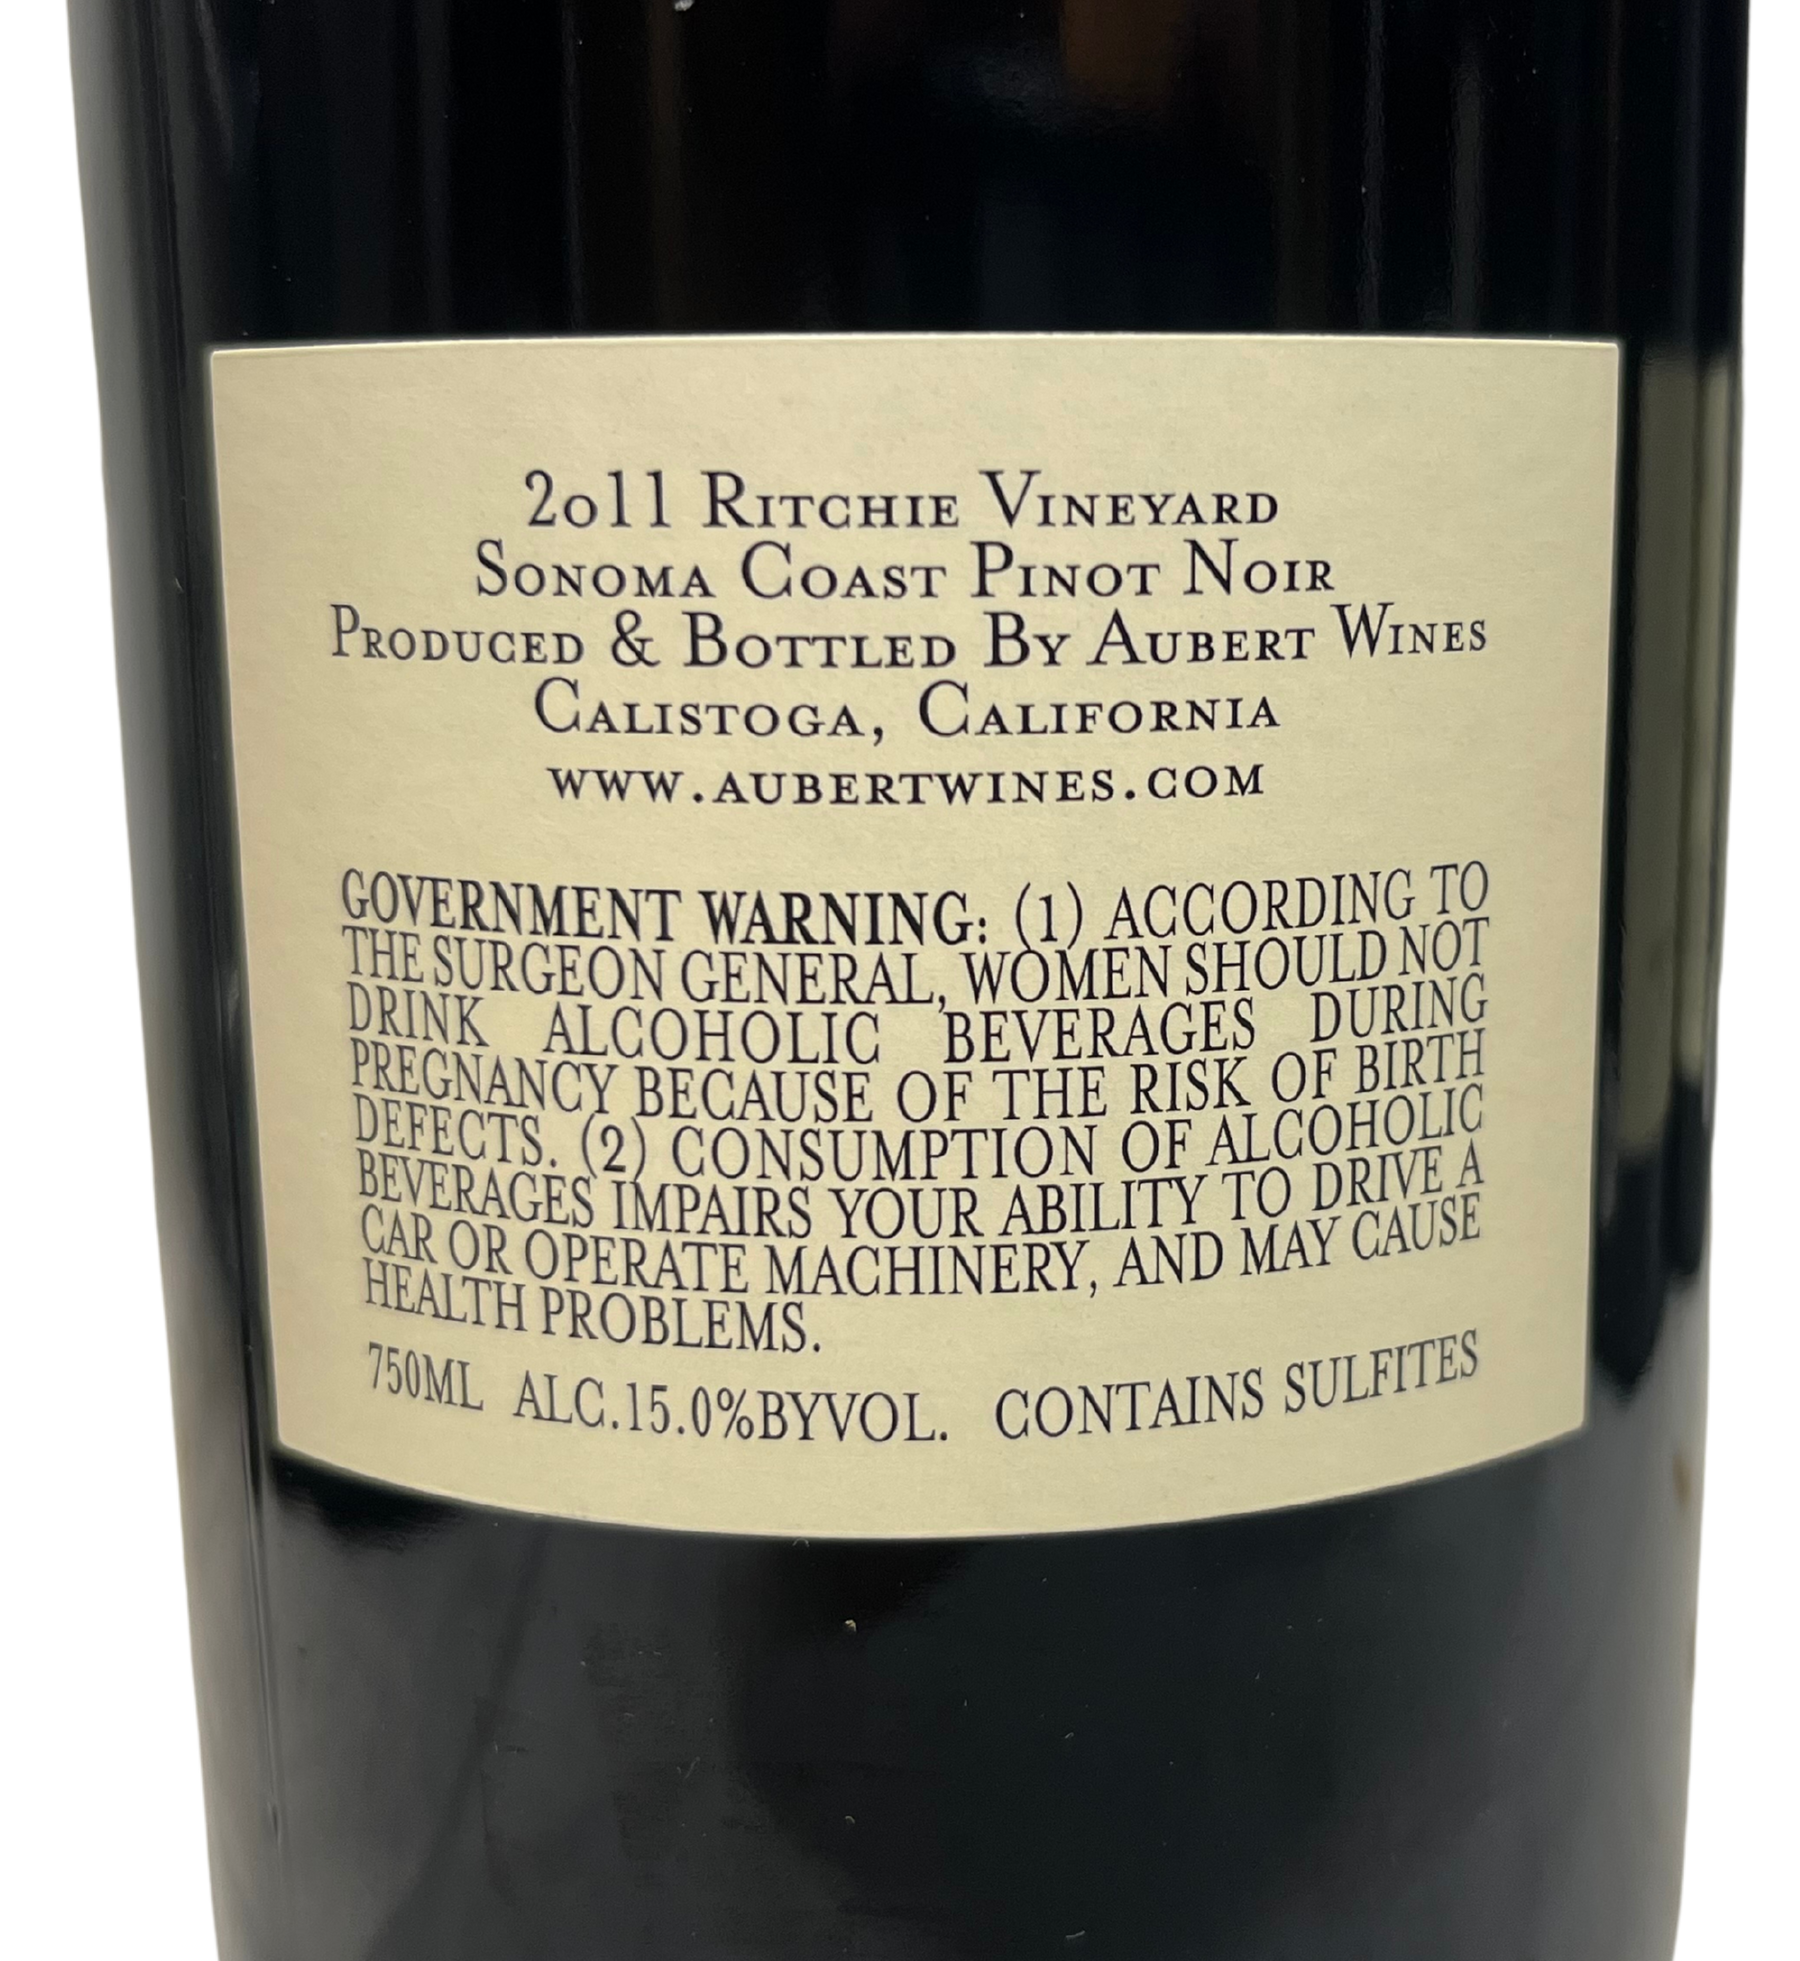 2011 Ritchie Vineyard
Sonoma Coast Pinot Noir
Produced & Bottled By Aubert Wines
Calistoga, California
www.aubertwines.com
GOVERNMENT WARNING: (1) ACCORDING TO
THE SURGEON GENERAL, WOMEN SHOULD NOT
DRINK ALCOHOLIC BEVERAGES DURING
PREGNANCY BECAUSE OF THE RISK OF BIRTH
DEFECTS. (2) CONSUMPTION OF ALCOHOLIC
BEVERAGES IMPAIRS YOUR ABILITY TO DRIVE A
CAR OR OPERATE MACHINERY, AND MAY CAUSE
HEALTH PROBLEMS.
750ML ALC.15.0%BYVOL. CONTAINS SULFITES